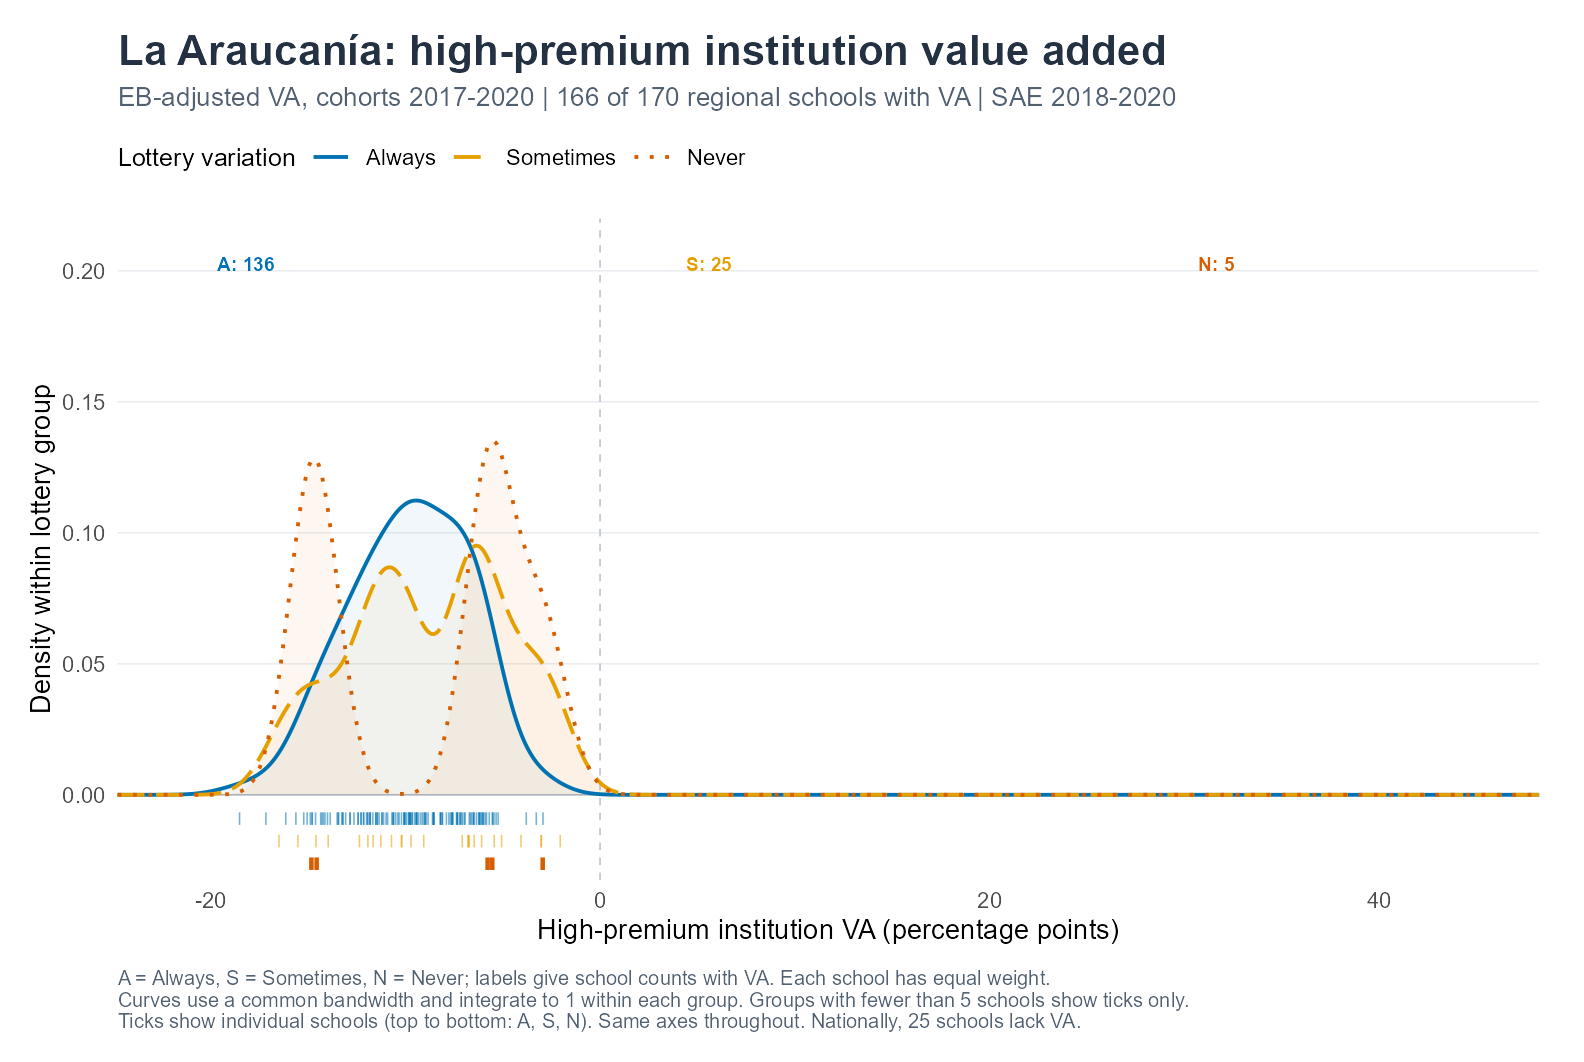 La Araucanía: high-premium institution value added
EB-adjusted VA, cohorts 2017-2020 | 166 of 170 regional schools with VA | SAE 2018-2020
Lottery variation Always Sometimes Never
A: 136 S: 25 N: 5
0.20
0.15
0.10
0.05
0.00
Density within lottery group
-20 0 20 40
High-premium institution VA (percentage points)
A = Always, S = Sometimes, N = Never; labels give school counts with VA. Each school has equal weight.
Curves use a common bandwidth and integrate to 1 within each group. Groups with fewer than 5 schools show ticks only.
Ticks show individual schools (top to bottom: A, S, N). Same axes throughout. Nationally, 25 schools lack VA.